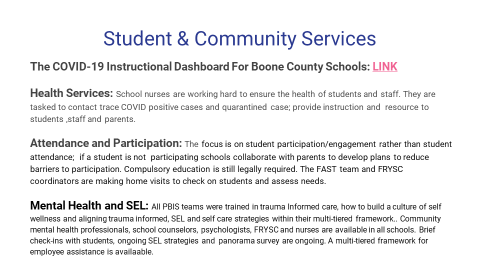 Student & Community Services
The COVID-19 Instructional Dashboard For Boone County Schools: LINK
Health Services: School nurses are working hard to ensure the health of students and staff. They are
tasked to contact trace COVID positive cases and quarantined case; provide instruction and resource to
students ,staff and parents.
Attendance and Participation: The focus is on student participation/engagement rather than student
attendance; if a student is not participating schools collaborate with parents to develop plans to reduce
barriers to participation. Compulsory education is still legally required. The FAST team and FRYSC
coordinators are making home visits to check on students and assess needs.
Mental Health and SEL: All PBIS teams were trained in trauma Informed care, how to build a culture of self
wellness and aligning trauma informed, SEL and self care strategies within their multi-tiered framework,. Community
mental health professionals, school counselors, psychologists, FRYSC and nurses are available in all schools. Brief
check-ins with students, ongoing SEL strategies and panorama survey are ongoing. A multi-tiered framework for
employee assistance is availaable.